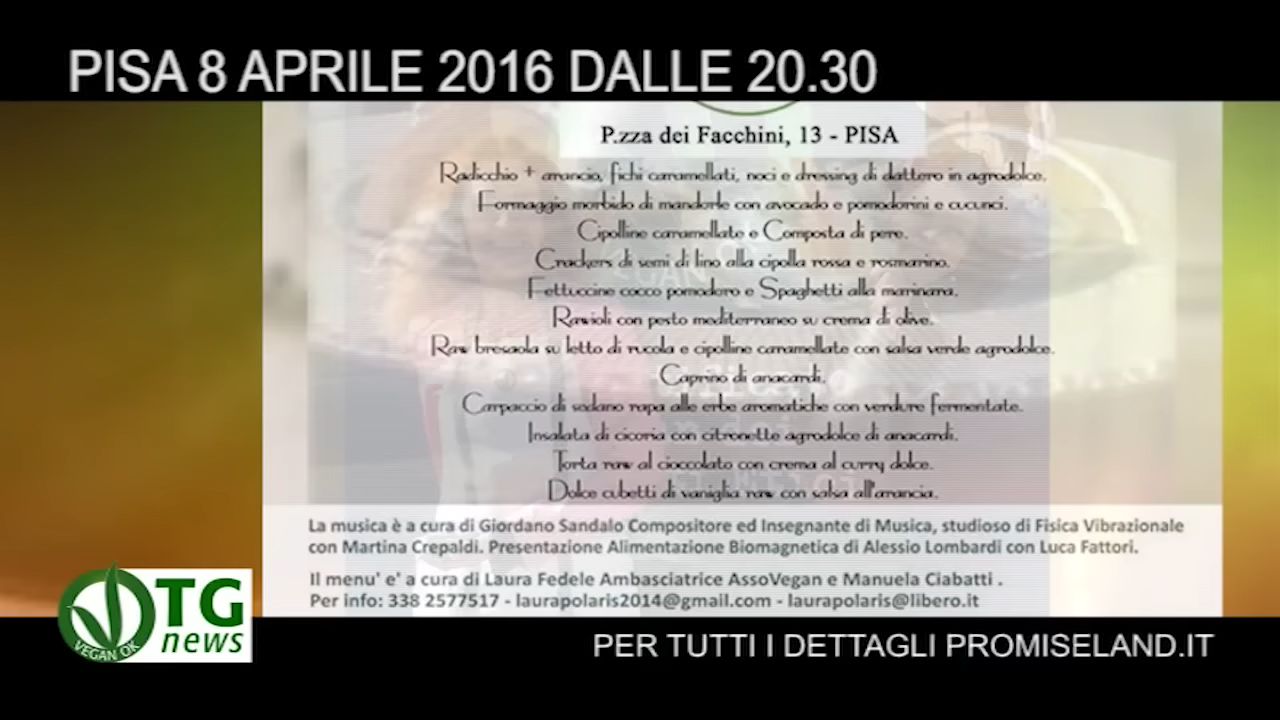 PISA 8 APRILE 2016 DALLE 20.30
P.zza dei Facchini, 13 - PISA
Radicchio + arancio, fichi caramellati, noci e dressing di dattero in agrodolce.
Formaggio morbido di mandorle con avocado e pomodorini e cucunci.
Cipolline caramellate e Composta di pere.
Crackers di semi di lino alla cipolla rossa e rosmarino.
Fettuccine cocco pomodoro e Spaghetti alla marinara.
Rawioli con pesto mediterraneo su crema di olive.
Raw bresaola su letto di rucola e cipolline caramellate con salsa verde agrodolce.
Caprino di anacardi.
Carpaccio di sedano rapa alle erbe aromatiche con verdure fermentate.
Insalata di cicoria con citronette agrodolce di anacardi.
Torta raw al cioccolato con crema al curry dolce.
Dolce cubetti di vaniglia raw con salsa all'arancia.
La musica è a cura di Giordano Sandalo Compositore ed Insegnante di Musica, studioso di Fisica Vibrazionale
con Martina Crepaldi. Presentazione Alimentazione Biomagnetica di Alessio Lombardi con Luca Fattori.
Il menu' e' a cura di Laura Fedele Ambasciatrice AssoVegan e Manuela Ciabatti .
Per info: 338 2577517 - laurapolaris2014@gmail.com - laurapolaris@libero.it
TG
news
VEGAN OK
PER TUTTI I DETTAGLI PROMISELAND.IT